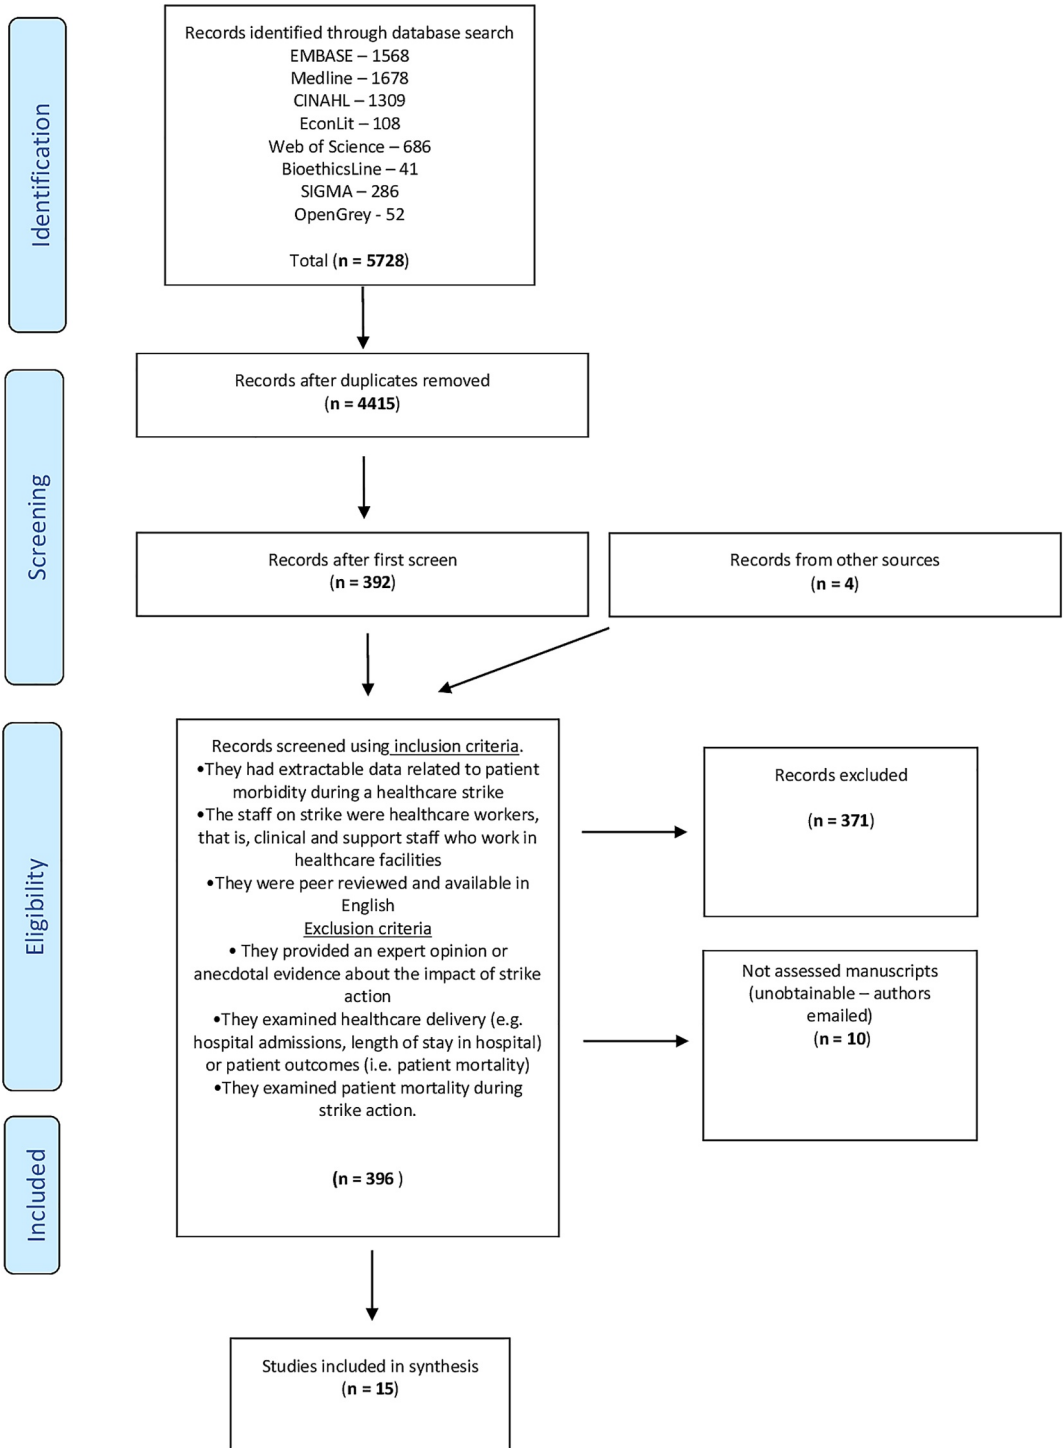 Identification
Records identified through database search
EMBASE – 1568
Medline – 1678
CINAHL – 1309
EconLit – 108
Web of Science – 686
BioethicsLine – 41
SIGMA – 286
OpenGrey - 52
Total (n = 5728)
Screening
Records after duplicates removed
(n = 4415)
Records after first screen
(n = 392)
Records from other sources
(n = 4)
Eligibility
Records screened using inclusion criteria.
•They had extractable data related to patient
morbidity during a healthcare strike
•The staff on strike were healthcare workers,
that is, clinical and support staff who work in
healthcare facilities
•They were peer reviewed and available in
English
Exclusion criteria
• They provided an expert opinion or
anecdotal evidence about the impact of strike
action
•They examined healthcare delivery (e.g.
hospital admissions, length of stay in hospital)
or patient outcomes (i.e. patient mortality)
•They examined patient mortality during
strike action.
(n = 396 )
Records excluded
(n = 371)
Not assessed manuscripts
(unobtainable – authors
emailed)
(n = 10)
Included
Studies included in synthesis
(n = 15)